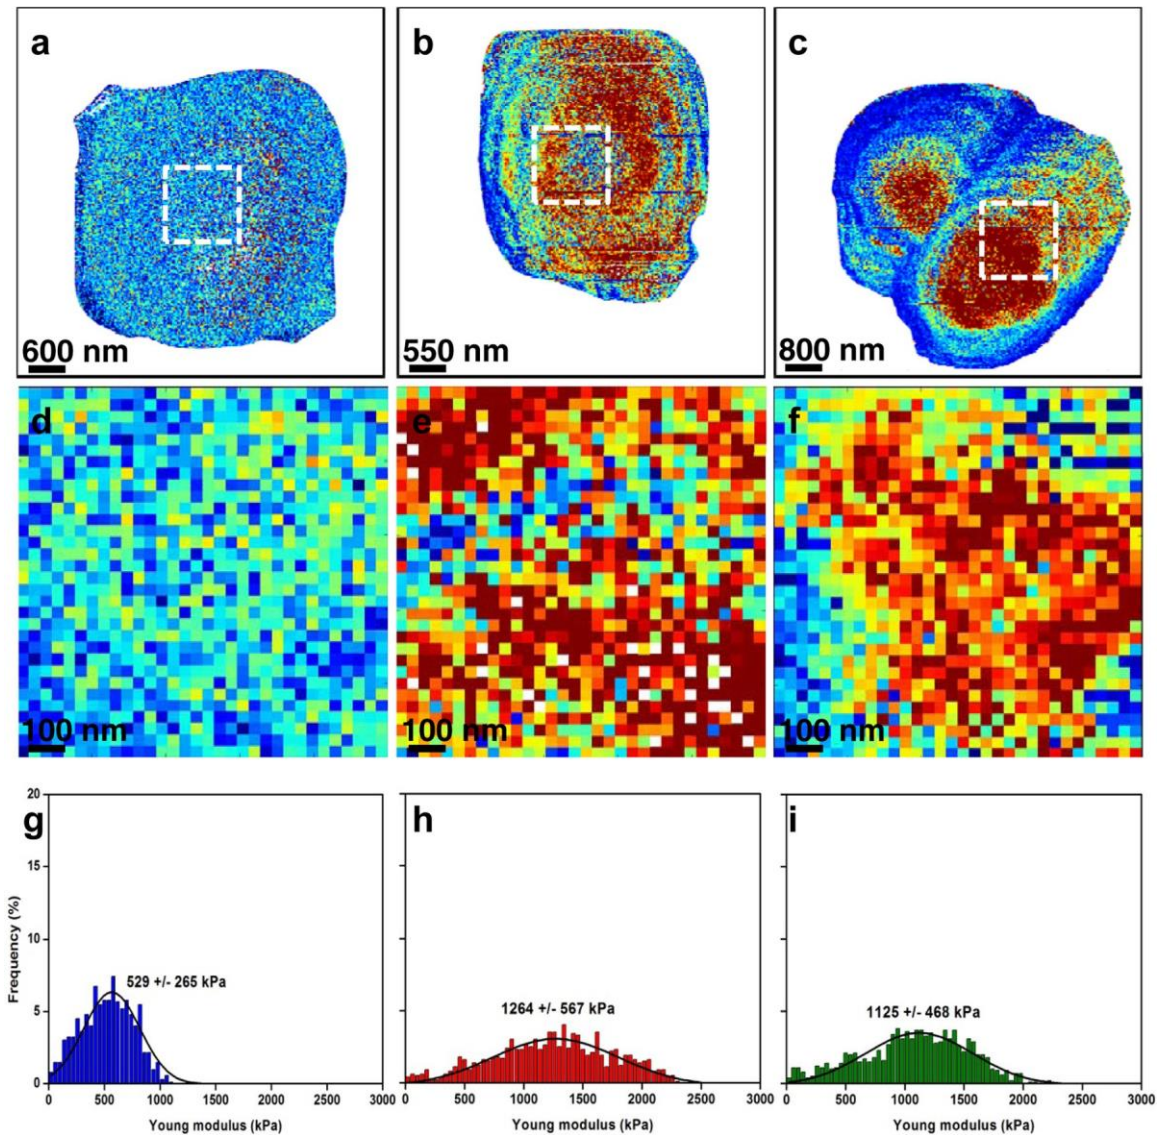 a
b
c
600 nm
550 nm
800 nm
d
e
f
100 nm
100 nm
100 nm
g
h
i
20
15
10
5
0
Frequency (%)
529 +/- 265 kPa
1264 +/- 567 kPa
1125 +/- 468 kPa
0 500 1000 1500 2000 2500 3000
500 1000 1500 2000 2500 3000
0 500 1000 1500 2000 2500 3000
Young modulus (kPa)
Young modulus (kPa)
Young modulus (kPa)